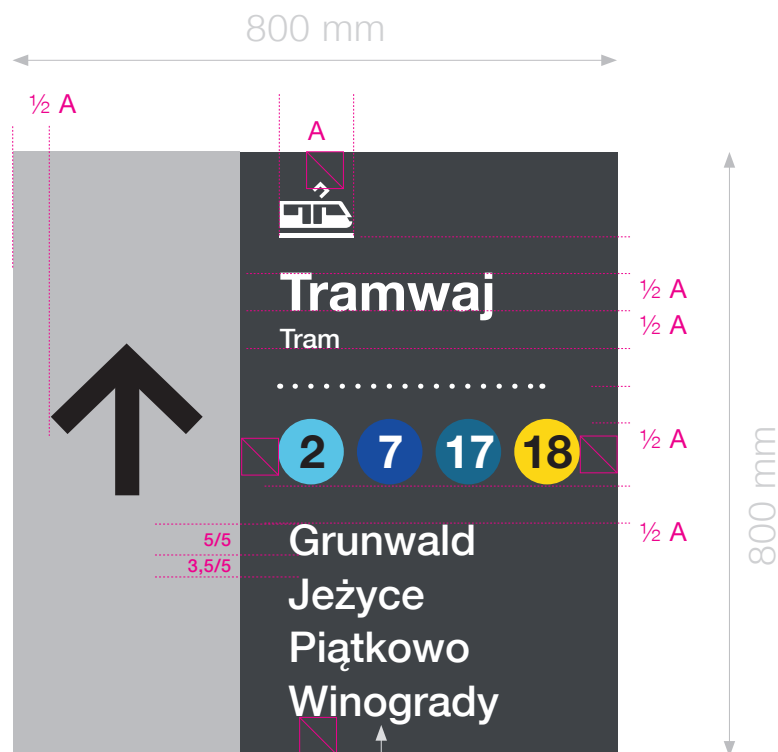 800 mm
½ A
A
Tramwaj
½ A
½ A
Tram
2 7 17 18
½ A
800 mm
½ A
5/5
Grunwald
3,5/5
Jeżyce
Piątkowo
Winogrady